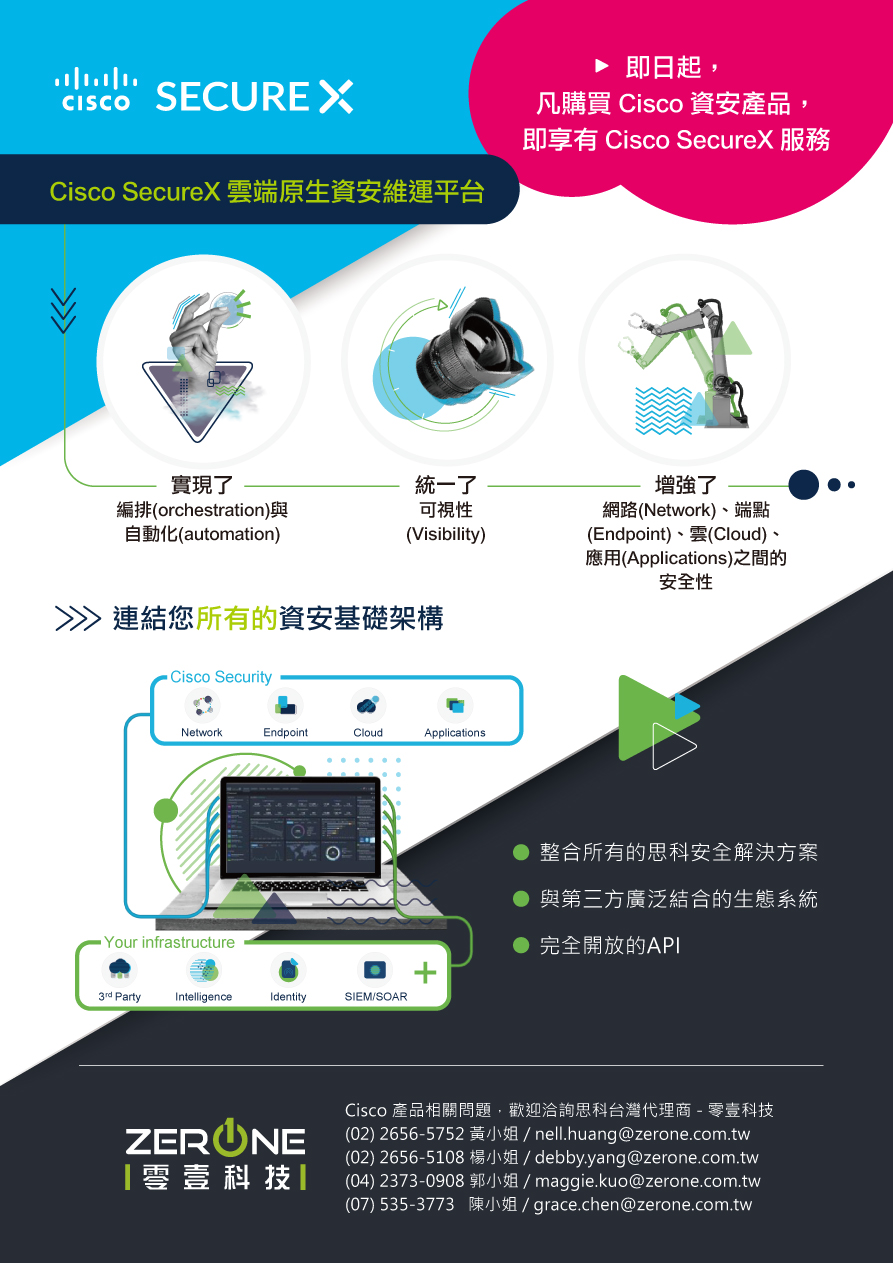 CISCO SECUREX
▶ 即日起，
凡購買 Cisco 資安產品，
即享有 Cisco SecureX 服務
Cisco SecureX 雲端原生資安維運平台
實現了
編排(orchestration)與
自動化(automation)
統一了
可視性
(Visibility)
增強了
網路(Network)、端點
(Endpoint)、雲(Cloud)、
應用(Applications)之間的
安全性
連結您所有的資安基礎架構
Cisco Security
Network Endpoint Cloud Applications
● 整合所有的思科安全解決方案
● 與第三方廣泛結合的生態系統
● 完全開放的API
Your infrastructure
3rd Party Intelligence Identity SIEM/SOAR +
ZERONE
零壹科技
Cisco 產品相關問題，歡迎洽詢思科台灣代理商 - 零壹科技
(02) 2656-5752 黃小姐 / nell.huang@zerone.com.tw
(02) 2656-5108 楊小姐 / debby.yang@zerone.com.tw
(04) 2373-0908 郭小姐 / maggie.kuo@zerone.com.tw
(07) 535-3773 陳小姐 / grace.chen@zerone.com.tw